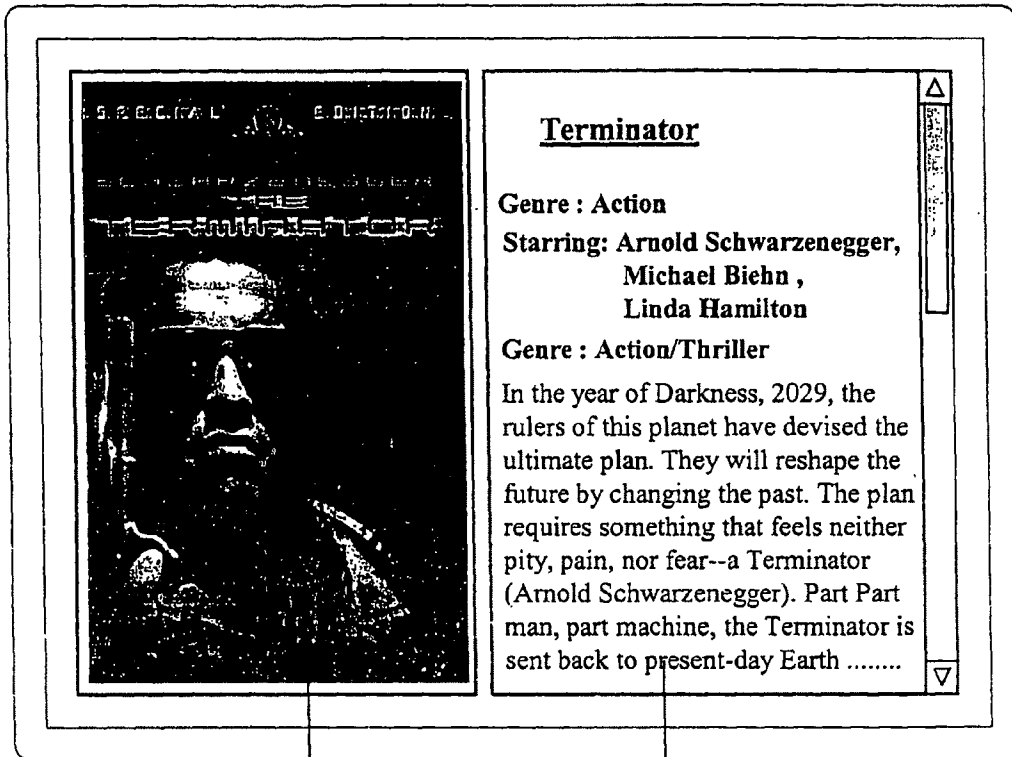 S.P.E.C.I.A.L. E.D.I.T.I.O.N.
SCHWARZENEGGER
THE
TERMINATOR
Terminator
Genre : Action
Starring: Arnold Schwarzenegger,
Michael Biehn ,
Linda Hamilton
Genre : Action/Thriller
In the year of Darkness, 2029, the
rulers of this planet have devised the
ultimate plan. They will reshape the
future by changing the past. The plan
requires something that feels neither
pity, pain, nor fear--a Terminator
(Arnold Schwarzenegger). Part Part
man, part machine, the Terminator is
sent back to present-day Earth ........